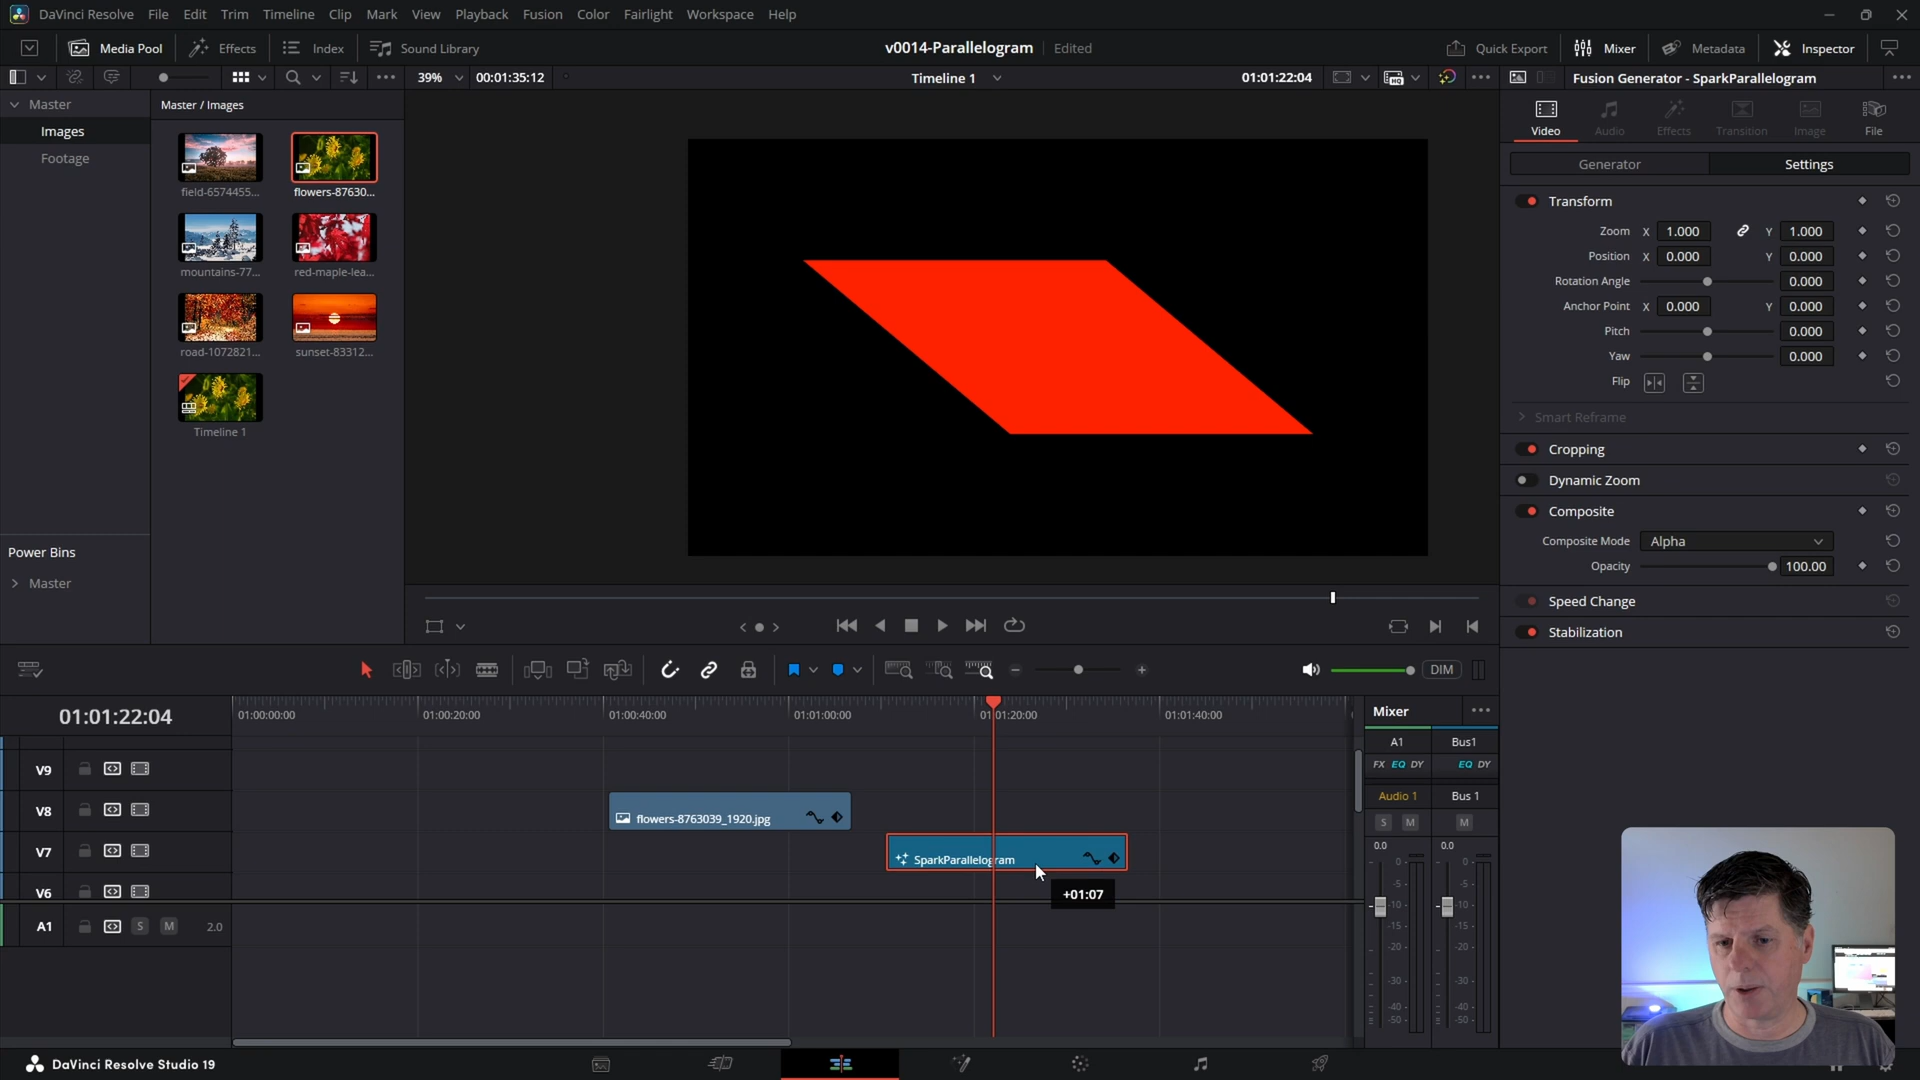 DaVinci Resolve File Edit Trim Timeline Clip Mark View Playback Fusion Color Fairlight Workspace Help
Media Pool Effects Index Sound Library v0014-Parallelogram Edited Quick Export Mixer Metadata Inspector
39% 00:01:35:12 Timeline 1 01:01:22:04 Fusion Generator - SparkParallelogram
Master
Images
Footage
Power Bins
Master
Master / Images
field-6574455... flowers-87630...
mountains-77... red-maple-lea...
road-1072821... sunset-83312...
Timeline 1
Video Audio Effects Transition Image File
Generator Settings
Transform
Zoom X 1.000 Y 1.000
Position X 0.000 Y 0.000
Rotation Angle 0.000
Anchor Point X 0.000 Y 0.000
Pitch 0.000
Yaw 0.000
Flip
Smart Reframe
Cropping
Dynamic Zoom
Composite
Composite Mode Alpha
Opacity 100.00
Speed Change
Stabilization
DIM
01:01:22:04 01:00:00:00 01:00:20:00 01:00:40:00 01:01:00:00 01:01:20:00 01:01:40:00
V9
V8 flowers-8763039_1920.jpg
V7 SparkParallelogram
+01:07
V6
A1 S M 2.0
Mixer
A1 Bus1
FX EQ DY EQ DY
Audio 1 Bus 1
S M M
0.0 0.0
0- 0-
-5- -5-
-10- -10-
-15- -15-
-20- -20-
-30- -30-
-40- -40-
-50- -50-
DaVinci Resolve Studio 19